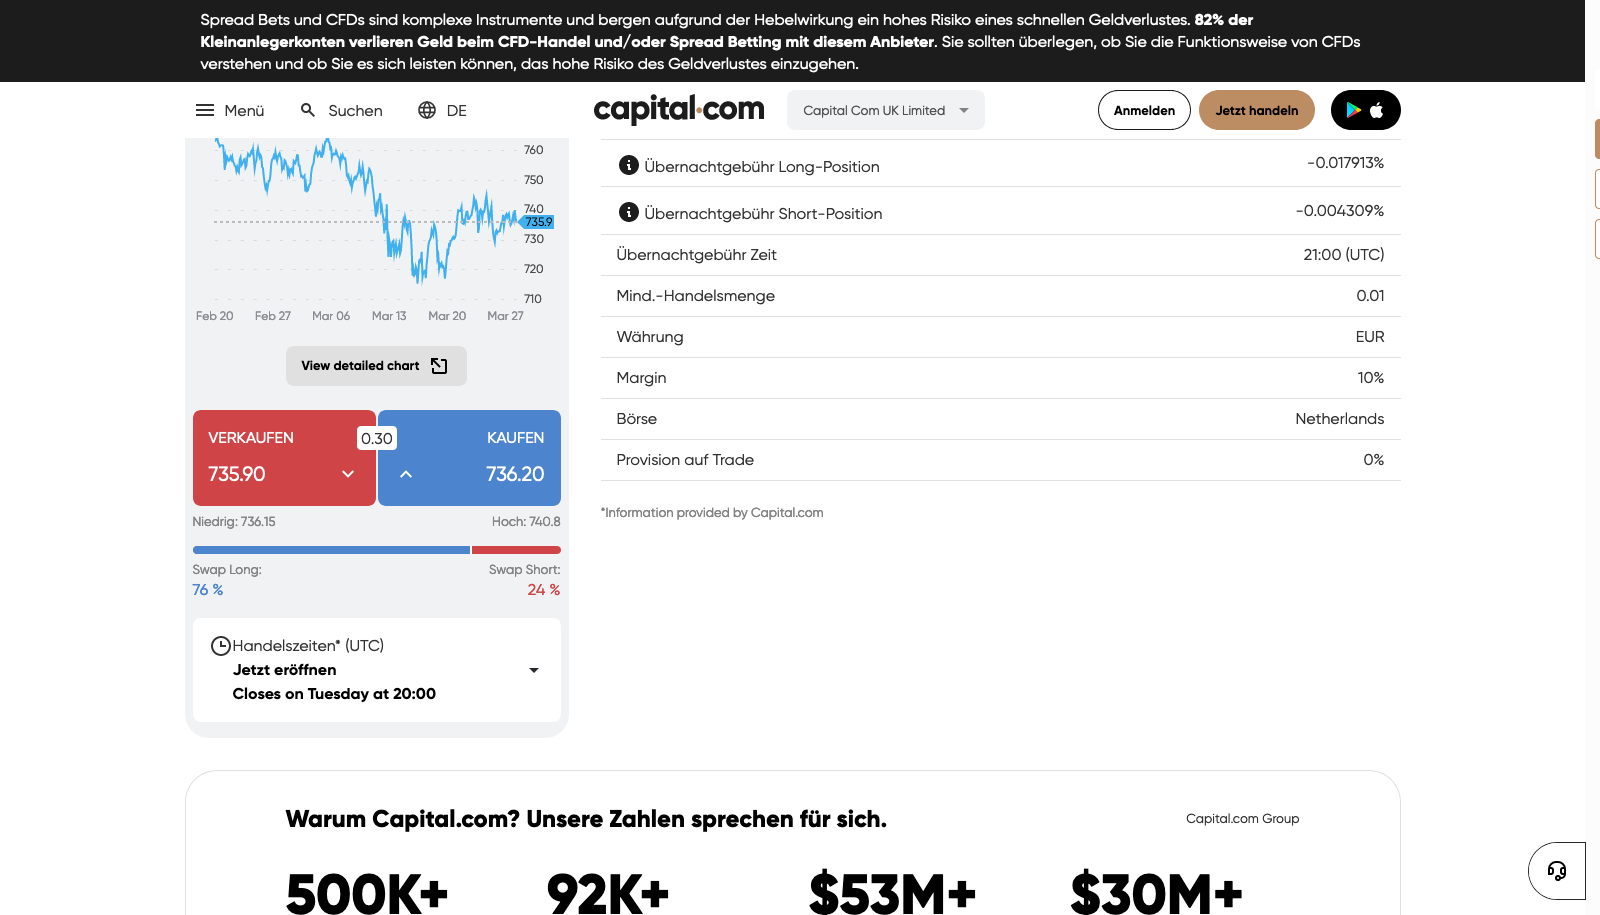 Spread Bets und CFDs sind komplexe Instrumente und bergen aufgrund der Hebelwirkung ein hohes Risiko eines schnellen Geldverlustes. 82% der
Kleinanlegerkonten verlieren Geld beim CFD-Handel und/oder Spread Betting mit diesem Anbieter. Sie sollten überlegen, ob Sie die Funktionsweise von CFDs
verstehen und ob Sie es sich leisten können, das hohe Risiko des Geldverlustes einzugehen.
Menü
Suchen
DE
capital.com
Capital Com UK Limited
Anmelden
Jetzt handeln
760
750
740
735.9
730
720
710
Feb 20 Feb 27 Mar 06 Mar 13 Mar 20 Mar 27
View detailed chart
VERKAUFEN
735.90
0.30
KAUFEN
736.20
Niedrig: 736.15
Hoch: 740.8
Swap Long:
76 %
Swap Short:
24 %
Handelszeiten* (UTC)
Jetzt eröffnen
Closes on Tuesday at 20:00
Übernachtgebühr Long-Position -0.017913%
Übernachtgebühr Short-Position -0.004309%
Übernachtgebühr Zeit 21:00 (UTC)
Mind.-Handelsmenge 0.01
Währung EUR
Margin 10%
Börse Netherlands
Provision auf Trade 0%
*Information provided by Capital.com
Warum Capital.com? Unsere Zahlen sprechen für sich.
Capital.com Group
500K+ 92K+ $53M+ $30M+